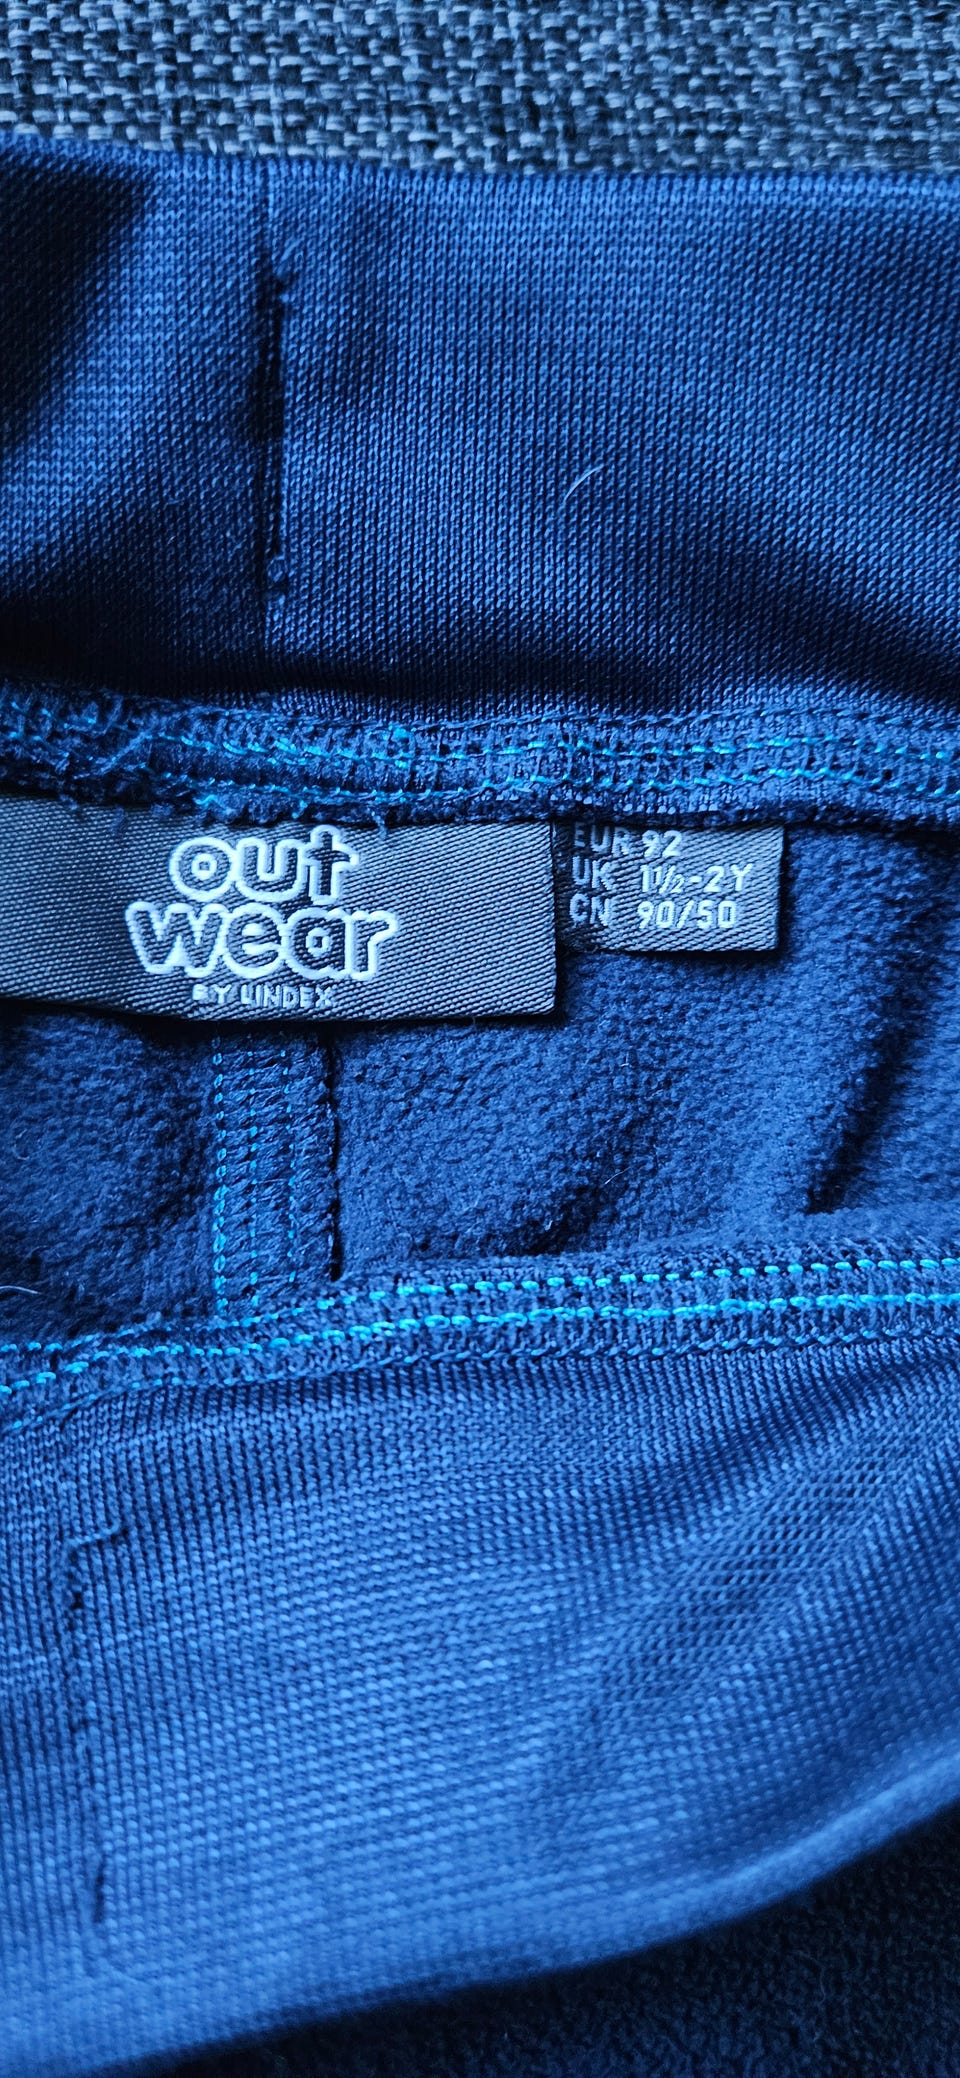 out
wear
BY LINDEX
EUR 92
UK 1½-2Y
CN 90/50